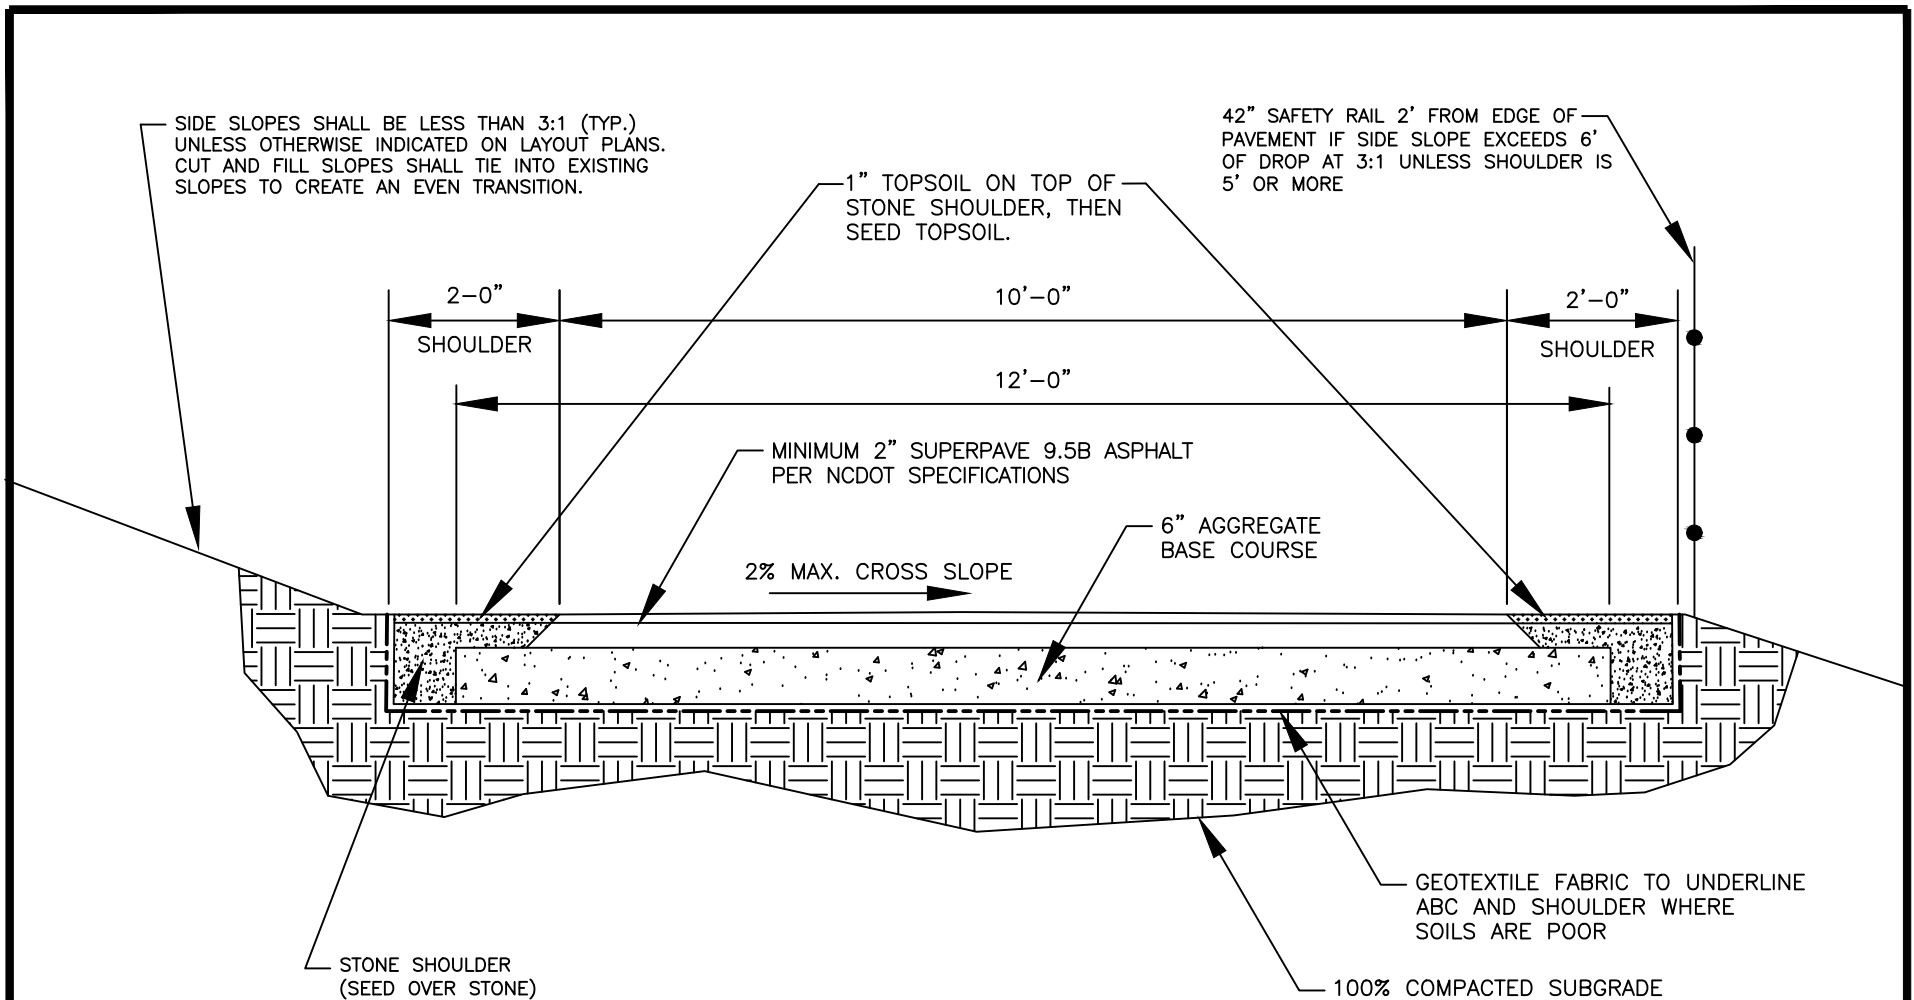 SIDE SLOPES SHALL BE LESS THAN 3:1 (TYP.)
UNLESS OTHERWISE INDICATED ON LAYOUT PLANS.
CUT AND FILL SLOPES SHALL TIE INTO EXISTING
SLOPES TO CREATE AN EVEN TRANSITION.
42" SAFETY RAIL 2' FROM EDGE OF
PAVEMENT IF SIDE SLOPE EXCEEDS 6'
OF DROP AT 3:1 UNLESS SHOULDER IS
5' OR MORE
1" TOPSOIL ON TOP OF
STONE SHOULDER, THEN
SEED TOPSOIL.
2-0"
SHOULDER
10'-0"
2'-0"
SHOULDER
12'-0"
MINIMUM 2" SUPERPAVE 9.5B ASPHALT
PER NCDOT SPECIFICATIONS
6" AGGREGATE
BASE COURSE
2% MAX. CROSS SLOPE
GEOTEXTILE FABRIC TO UNDERLINE
ABC AND SHOULDER WHERE
SOILS ARE POOR
STONE SHOULDER
(SEED OVER STONE)
100% COMPACTED SUBGRADE